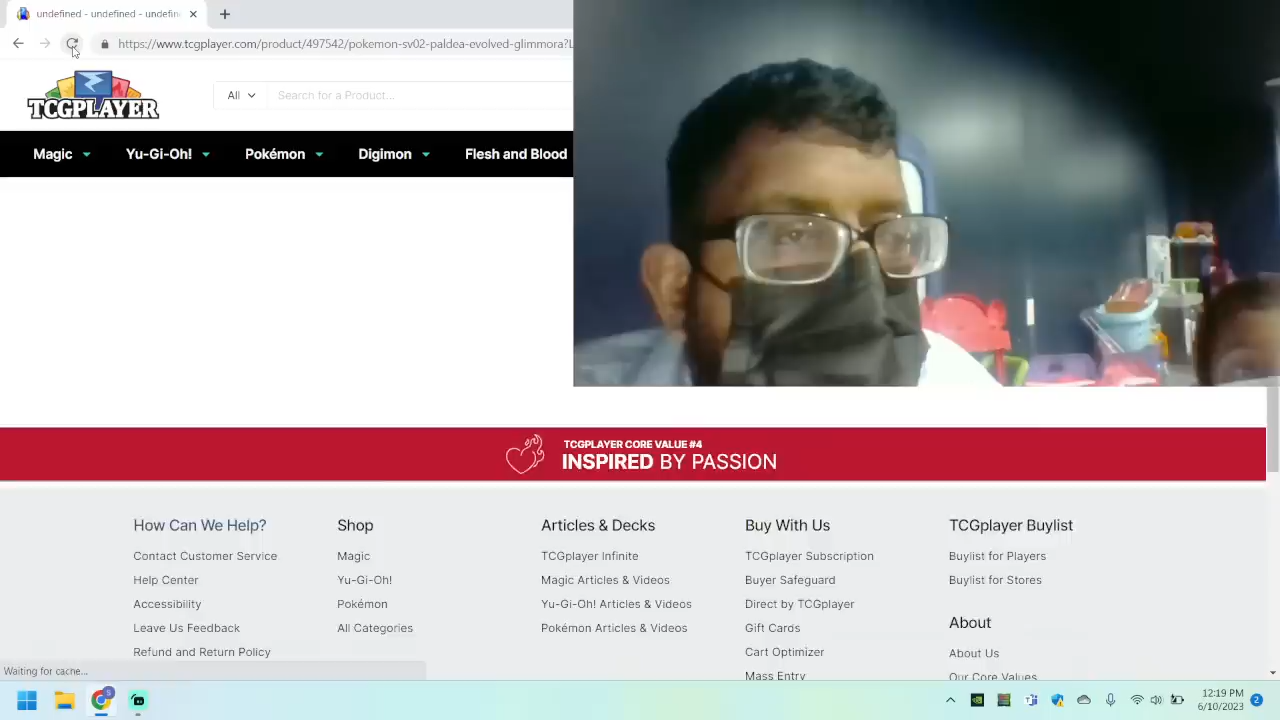 undefined - undefined - undefin
https://www.tcgplayer.com/product/497542/pokemon-sv02-paldea-evolved-glimmora?L
TCGPLAYER
All
Search for a Product...
Magic
Yu-Gi-Oh!
Pokémon
Digimon
Flesh and Blood
TCGPLAYER CORE VALUE #4
INSPIRED BY PASSION
How Can We Help?
Contact Customer Service
Help Center
Accessibility
Leave Us Feedback
Refund and Return Policy
Shop
Magic
Yu-Gi-Oh!
Pokémon
All Categories
Articles & Decks
TCGplayer Infinite
Magic Articles & Videos
Yu-Gi-Oh! Articles & Videos
Pokémon Articles & Videos
Buy With Us
TCGplayer Subscription
Buyer Safeguard
Direct by TCGplayer
Gift Cards
Cart Optimizer
Mass Entry
TCGplayer Buylist
Buylist for Players
Buylist for Stores
About
About Us
Our Core Values
Waiting for cache...
5
12:19 PM
6/10/2023
2